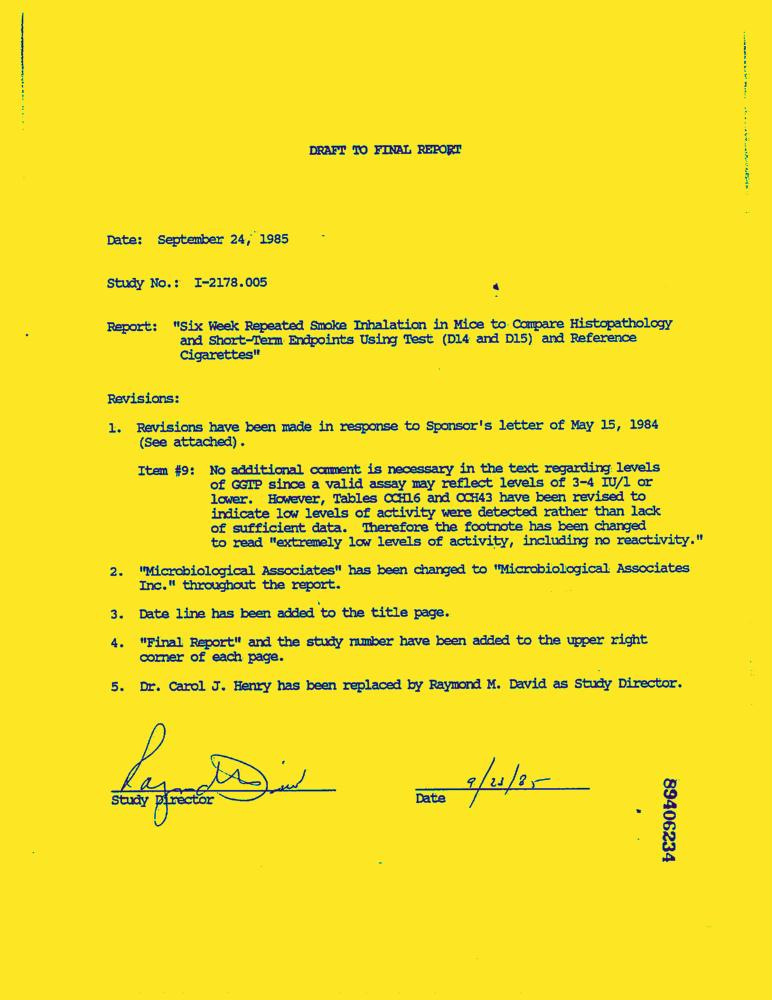 DRAFT TO FINAL REPORT
Date: September 24, 1985
Study No.: I-2178.005
Report: "Six Week Repeated Smoke Inhalation in Mice to Compare Histopathology
and Short-Term Endpoints Using Test (D14 and D15) and Reference
Cigarettes"
Revisions:
1. Revisions have been made in response to Sponsor's letter of May 15, 1984
(See attached).
Item #9: No additional comment is necessary in the text regarding levels
of GGTP since a valid assay may reflect levels of 3-4 IU/l or
lower. However, Tables CCH16 and CCH43 have been revised to
indicate low levels of activity were detected rather than lack
of sufficient data. Therefore the footnote has been changed
to read "extremely low levels of activity, including no reactivity."
2. "Microbiological Associates" has been changed to "Microbiological Associates
Inc." throughout the report.
3. Date line has been added to the title page.
4. "Final Report" and the study number have been added to the upper right
corner of each page.
5. Dr. Carol J. Henry has been replaced by Raymond M. David as Study Director.
Study Director
Date
89406234